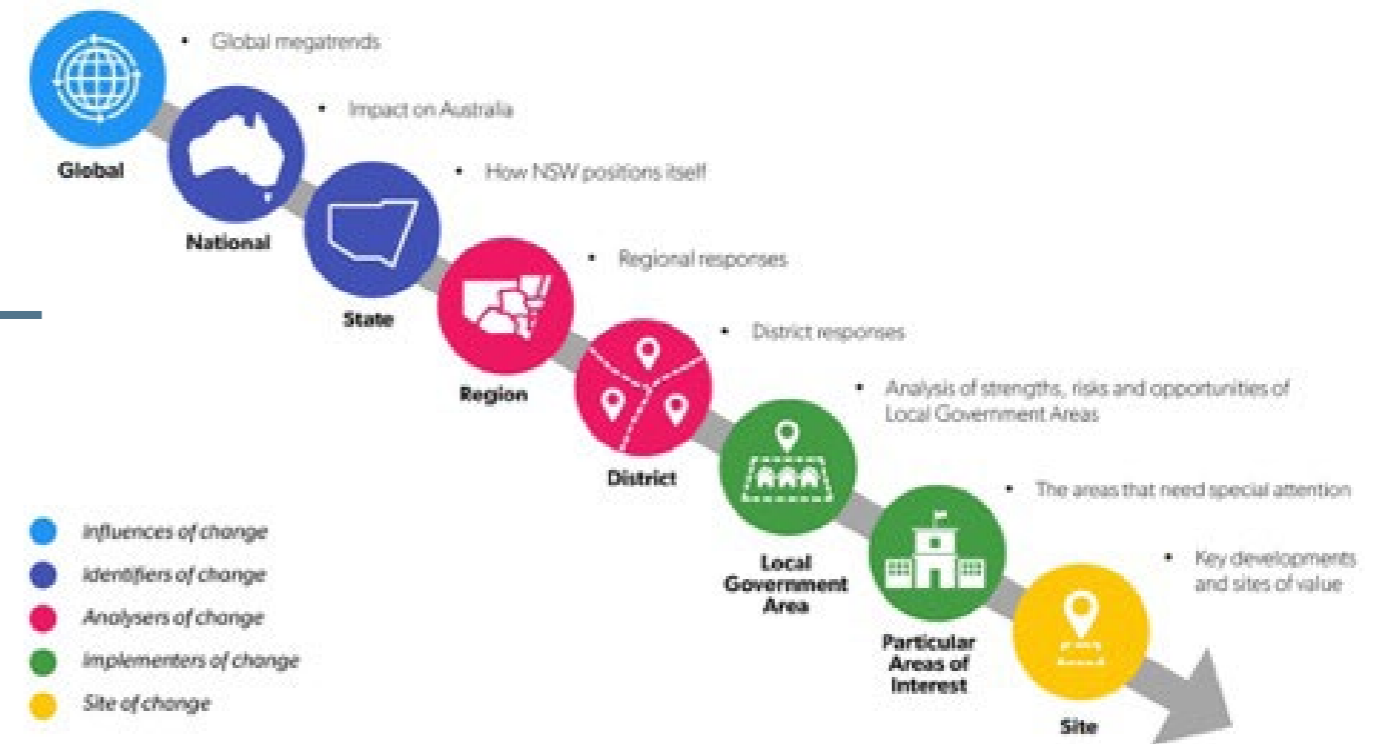 • Global megatrends
Global
• Impact on Australia
National
• How NSW positions itself
State
• Regional responses
Region
• District responses
District
• Analysis of strengths, risks and opportunities of
Local Government Areas
Local
Government
Area
• The areas that need special attention
Particular
Areas of
Interest
• Key developments
and sites of value
Site
Influences of change
Identifiers of change
Analysers of change
Implementers of change
Site of change